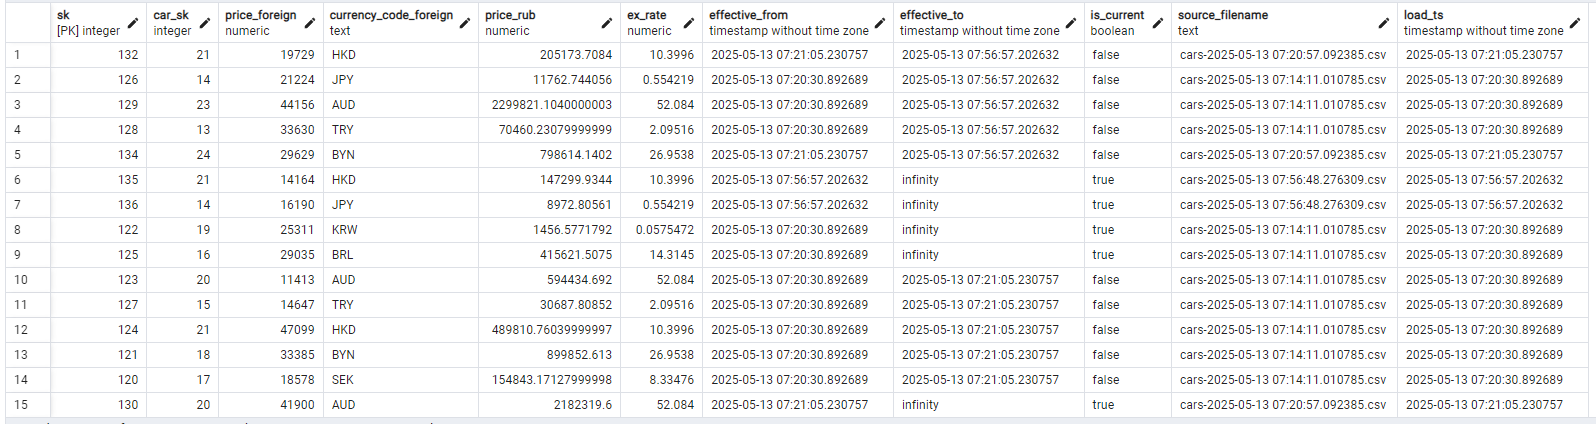 sk car_sk price_foreign currency_code_foreign price_rub ex_rate effective_from effective_to is_current source_filename load_ts
[PK] integer integer numeric text numeric numeric timestamp without time zone timestamp without time zone boolean text timestamp without time zone
1 132 21 19729 HKD 205173.7084 10.3996 2025-05-13 07:21:05.230757 2025-05-13 07:56:57.202632 false cars-2025-05-13 07:20:57.092385.csv 2025-05-13 07:21:05.230757
2 126 14 21224 JPY 11762.744056 0.554219 2025-05-13 07:20:30.892689 2025-05-13 07:56:57.202632 false cars-2025-05-13 07:14:11.010785.csv 2025-05-13 07:20:30.892689
3 129 23 44156 AUD 2299821.1040000003 52.084 2025-05-13 07:20:30.892689 2025-05-13 07:56:57.202632 false cars-2025-05-13 07:14:11.010785.csv 2025-05-13 07:20:30.892689
4 128 13 33630 TRY 70460.23079999999 2.09516 2025-05-13 07:20:30.892689 2025-05-13 07:56:57.202632 false cars-2025-05-13 07:14:11.010785.csv 2025-05-13 07:20:30.892689
5 134 24 29629 BYN 798614.1402 26.9538 2025-05-13 07:21:05.230757 2025-05-13 07:56:57.202632 false cars-2025-05-13 07:20:57.092385.csv 2025-05-13 07:21:05.230757
6 135 21 14164 HKD 147299.9344 10.3996 2025-05-13 07:56:57.202632 infinity true cars-2025-05-13 07:56:48.276309.csv 2025-05-13 07:56:57.202632
7 136 14 16190 JPY 8972.80561 0.554219 2025-05-13 07:56:57.202632 infinity true cars-2025-05-13 07:56:48.276309.csv 2025-05-13 07:56:57.202632
8 122 19 25311 KRW 1456.5771792 0.0575472 2025-05-13 07:20:30.892689 infinity true cars-2025-05-13 07:14:11.010785.csv 2025-05-13 07:20:30.892689
9 125 16 29035 BRL 415621.5075 14.3145 2025-05-13 07:20:30.892689 infinity true cars-2025-05-13 07:14:11.010785.csv 2025-05-13 07:20:30.892689
10 123 20 11413 AUD 594434.692 52.084 2025-05-13 07:20:30.892689 2025-05-13 07:21:05.230757 false cars-2025-05-13 07:14:11.010785.csv 2025-05-13 07:20:30.892689
11 127 15 14647 TRY 30687.80852 2.09516 2025-05-13 07:20:30.892689 2025-05-13 07:21:05.230757 false cars-2025-05-13 07:14:11.010785.csv 2025-05-13 07:20:30.892689
12 124 21 47099 HKD 489810.76039999997 10.3996 2025-05-13 07:20:30.892689 2025-05-13 07:21:05.230757 false cars-2025-05-13 07:14:11.010785.csv 2025-05-13 07:20:30.892689
13 121 18 33385 BYN 899852.613 26.9538 2025-05-13 07:20:30.892689 2025-05-13 07:21:05.230757 false cars-2025-05-13 07:14:11.010785.csv 2025-05-13 07:20:30.892689
14 120 17 18578 SEK 154843.17127999998 8.33476 2025-05-13 07:20:30.892689 2025-05-13 07:21:05.230757 false cars-2025-05-13 07:14:11.010785.csv 2025-05-13 07:20:30.892689
15 130 20 41900 AUD 2182319.6 52.084 2025-05-13 07:21:05.230757 infinity true cars-2025-05-13 07:20:57.092385.csv 2025-05-13 07:21:05.230757